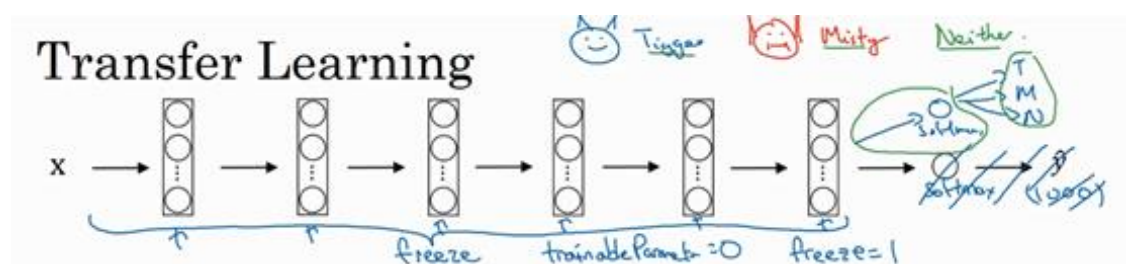 Tigger Misty Neither.
Transfer Learning
T
M
N
softmax
x
softmax ŷ
(1000)
freeze trainableParameter=0 freeze=1